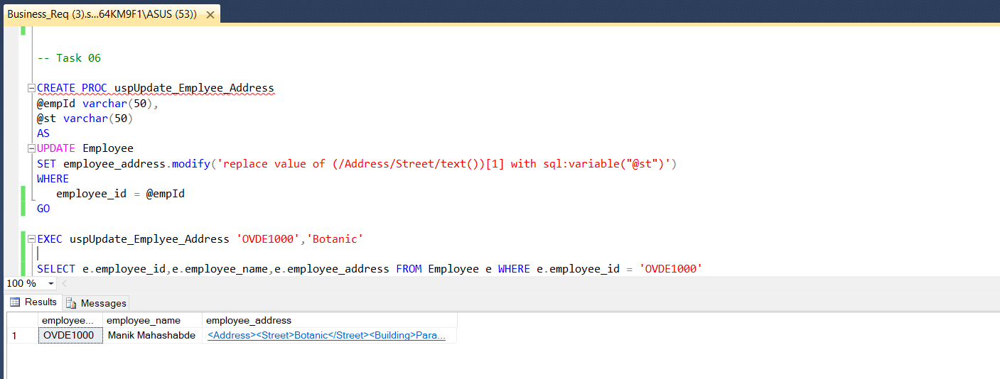 Business_Req (3).s...64KM9F1\ASUS (53))
-- Task 06
CREATE PROC uspUpdate_Emplyee_Address
@empId varchar(50),
@st varchar(50)
AS
UPDATE Employee
SET employee_address.modify('replace value of (/Address/Street/text())[1] with sql:variable("@st")')
WHERE
employee_id = @empId
GO
EXEC uspUpdate_Emplyee_Address 'OVDE1000','Botanic'
SELECT e.employee_id,e.employee_name,e.employee_address FROM Employee e WHERE e.employee_id = 'OVDE1000'
100 %
Results Messages
employee... employee_name employee_address
1 OVDE1000 Manik Mahashabde <Address><Street>Botanic</Street><Building>Para...